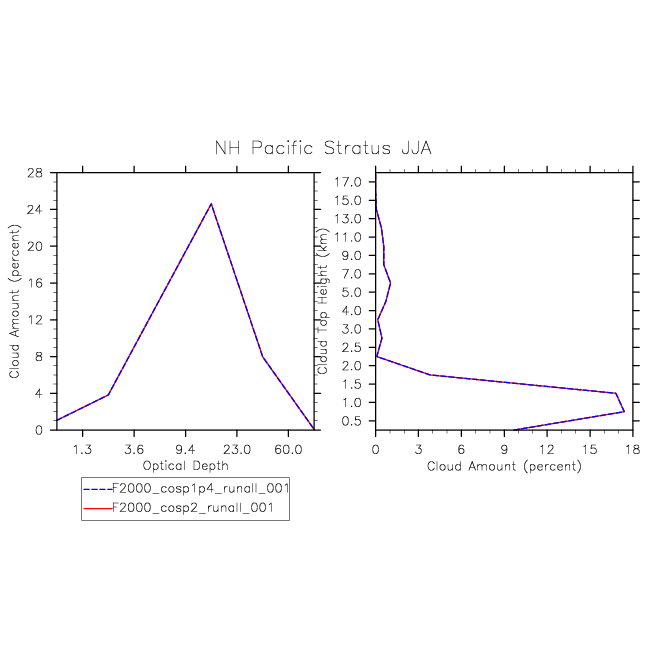 NH Pacific Stratus JJA
Cloud Amount (percent)
28
24
20
16
12
8
4
0
1.3 3.6 9.4 23.0 60.0
Optical Depth
Cloud Top Height (km)
17.0
15.0
13.0
11.0
9.0
7.0
5.0
4.0
3.0
2.5
2.0
1.5
1.0
0.5
0 3 6 9 12 15 18
Cloud Amount (percent)
F2000_cosp1p4_runall_001
F2000_cosp2_runall_001